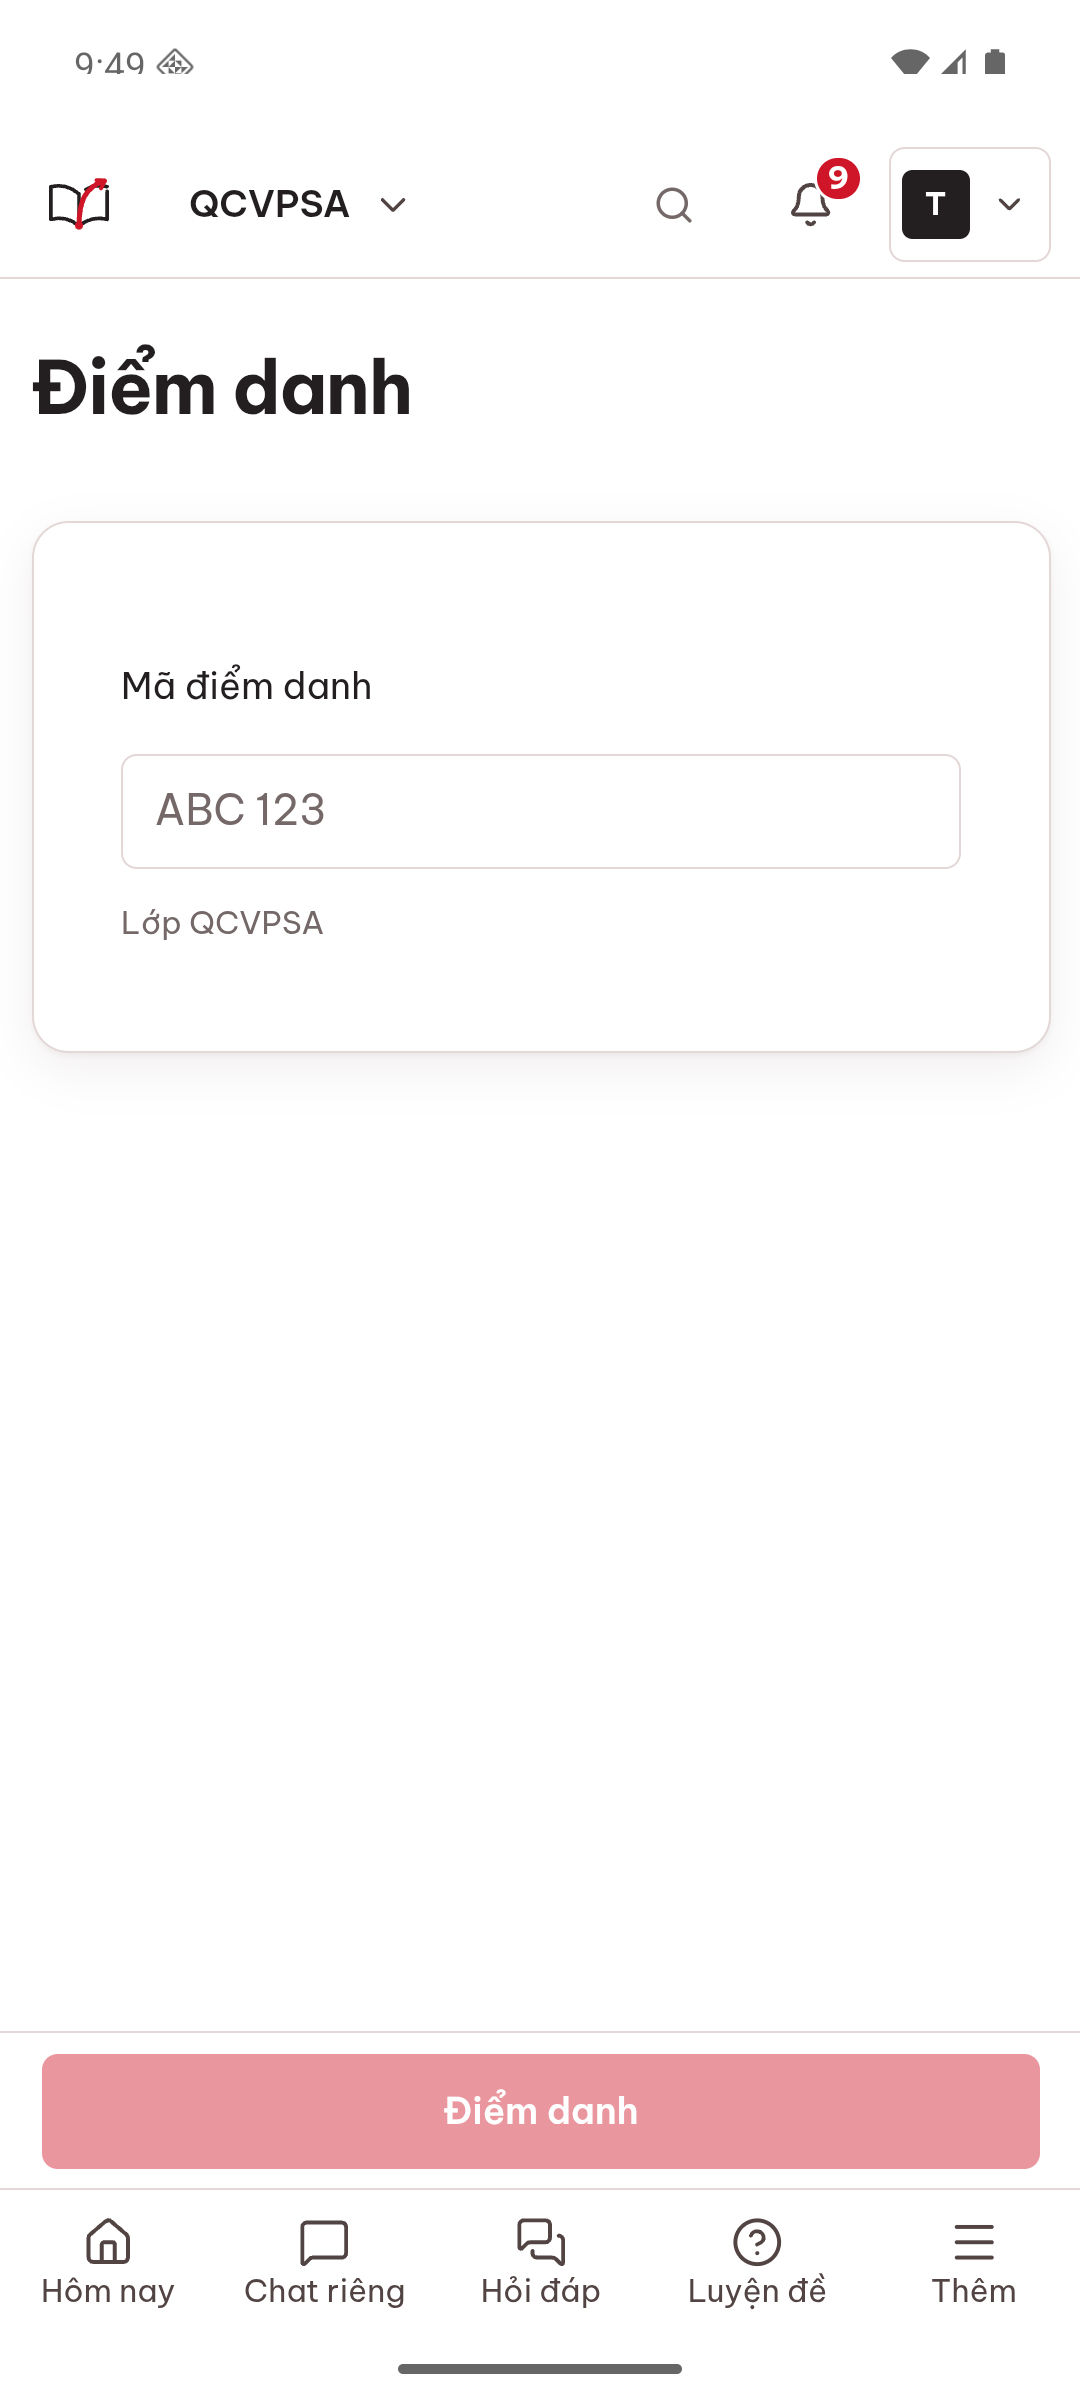 9:49
QCVPSA
9
T
Điểm danh
Mã điểm danh
ABC 123
Lớp QCVPSA
Điểm danh
Hôm nay
Chat riêng
Hỏi đáp
Luyện đề
Thêm